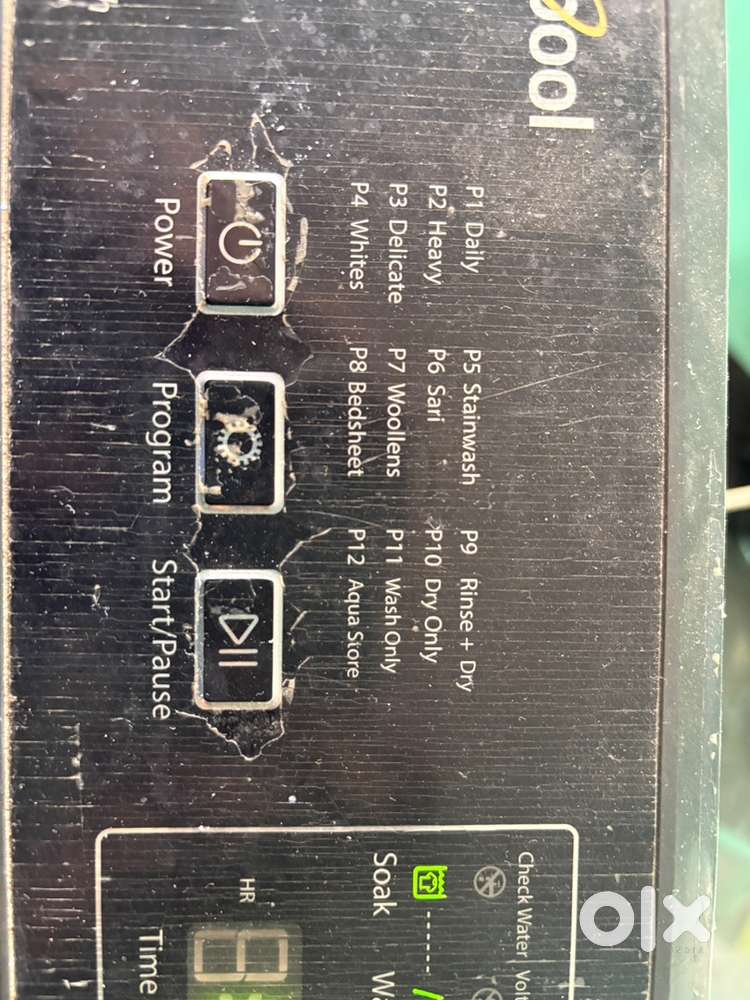 pool
P1 Daily
P2 Heavy
P3 Delicate
P4 Whites
P5 Stainwash
P6 Sari
P7 Woollens
P8 Bedsheet
P9 Rinse + Dry
P10 Dry Only
P11 Wash Only
P12 Aqua Store
Power
Program
Start/Pause
Check Water
Volt
Soak
HR
Time
olx